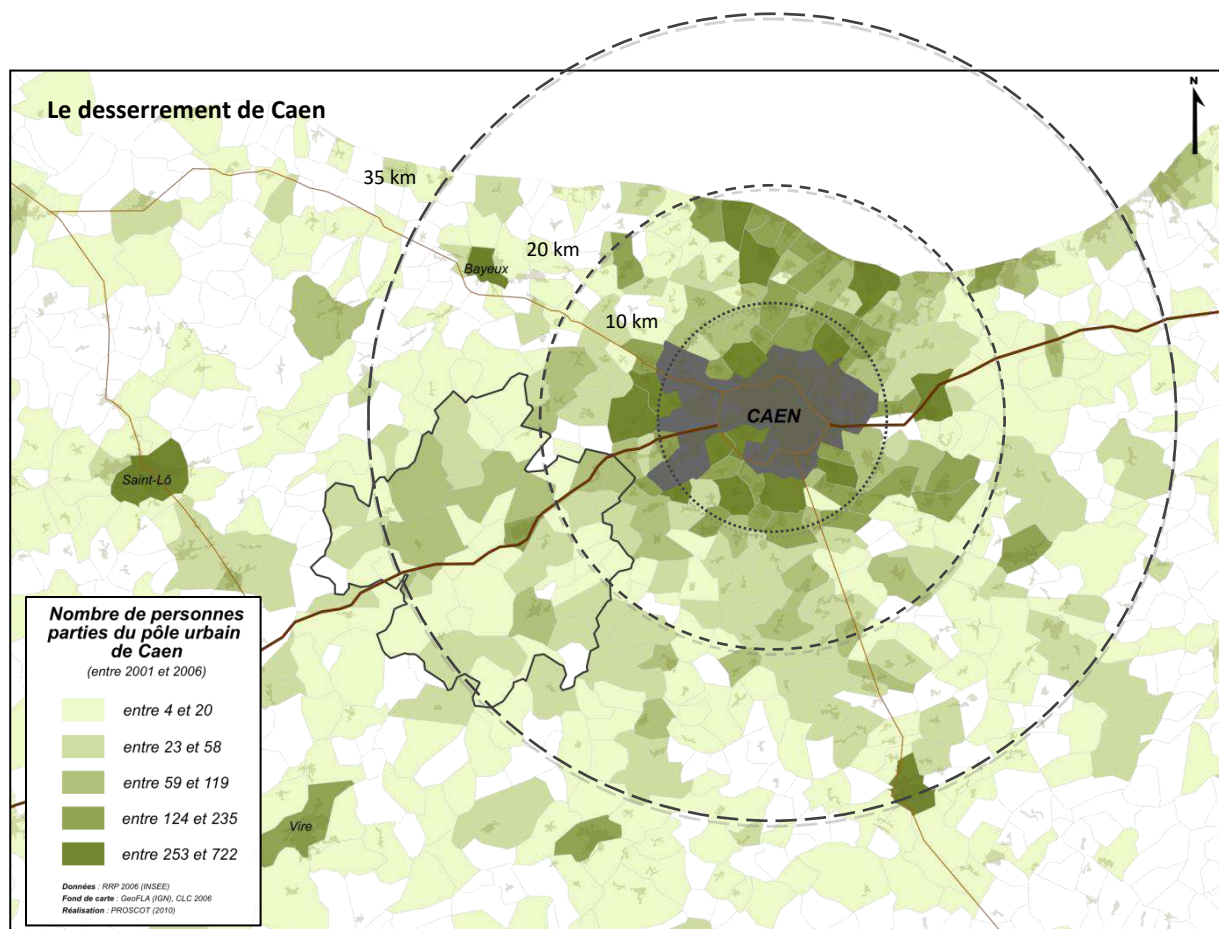 N
Le desserrement de Caen
35 km
20 km
Bayeux
10 km
CAEN
Saint-Lô
Vire
Nombre de personnes
parties du pôle urbain
de Caen
(entre 2001 et 2006)
entre 4 et 20
entre 23 et 58
entre 59 et 119
entre 124 et 235
entre 253 et 722
Données : RRP 2006 (INSEE)
Fond de carte : GeoFLA (IGN), CLC 2006
Réalisation : PROSCOT (2010)